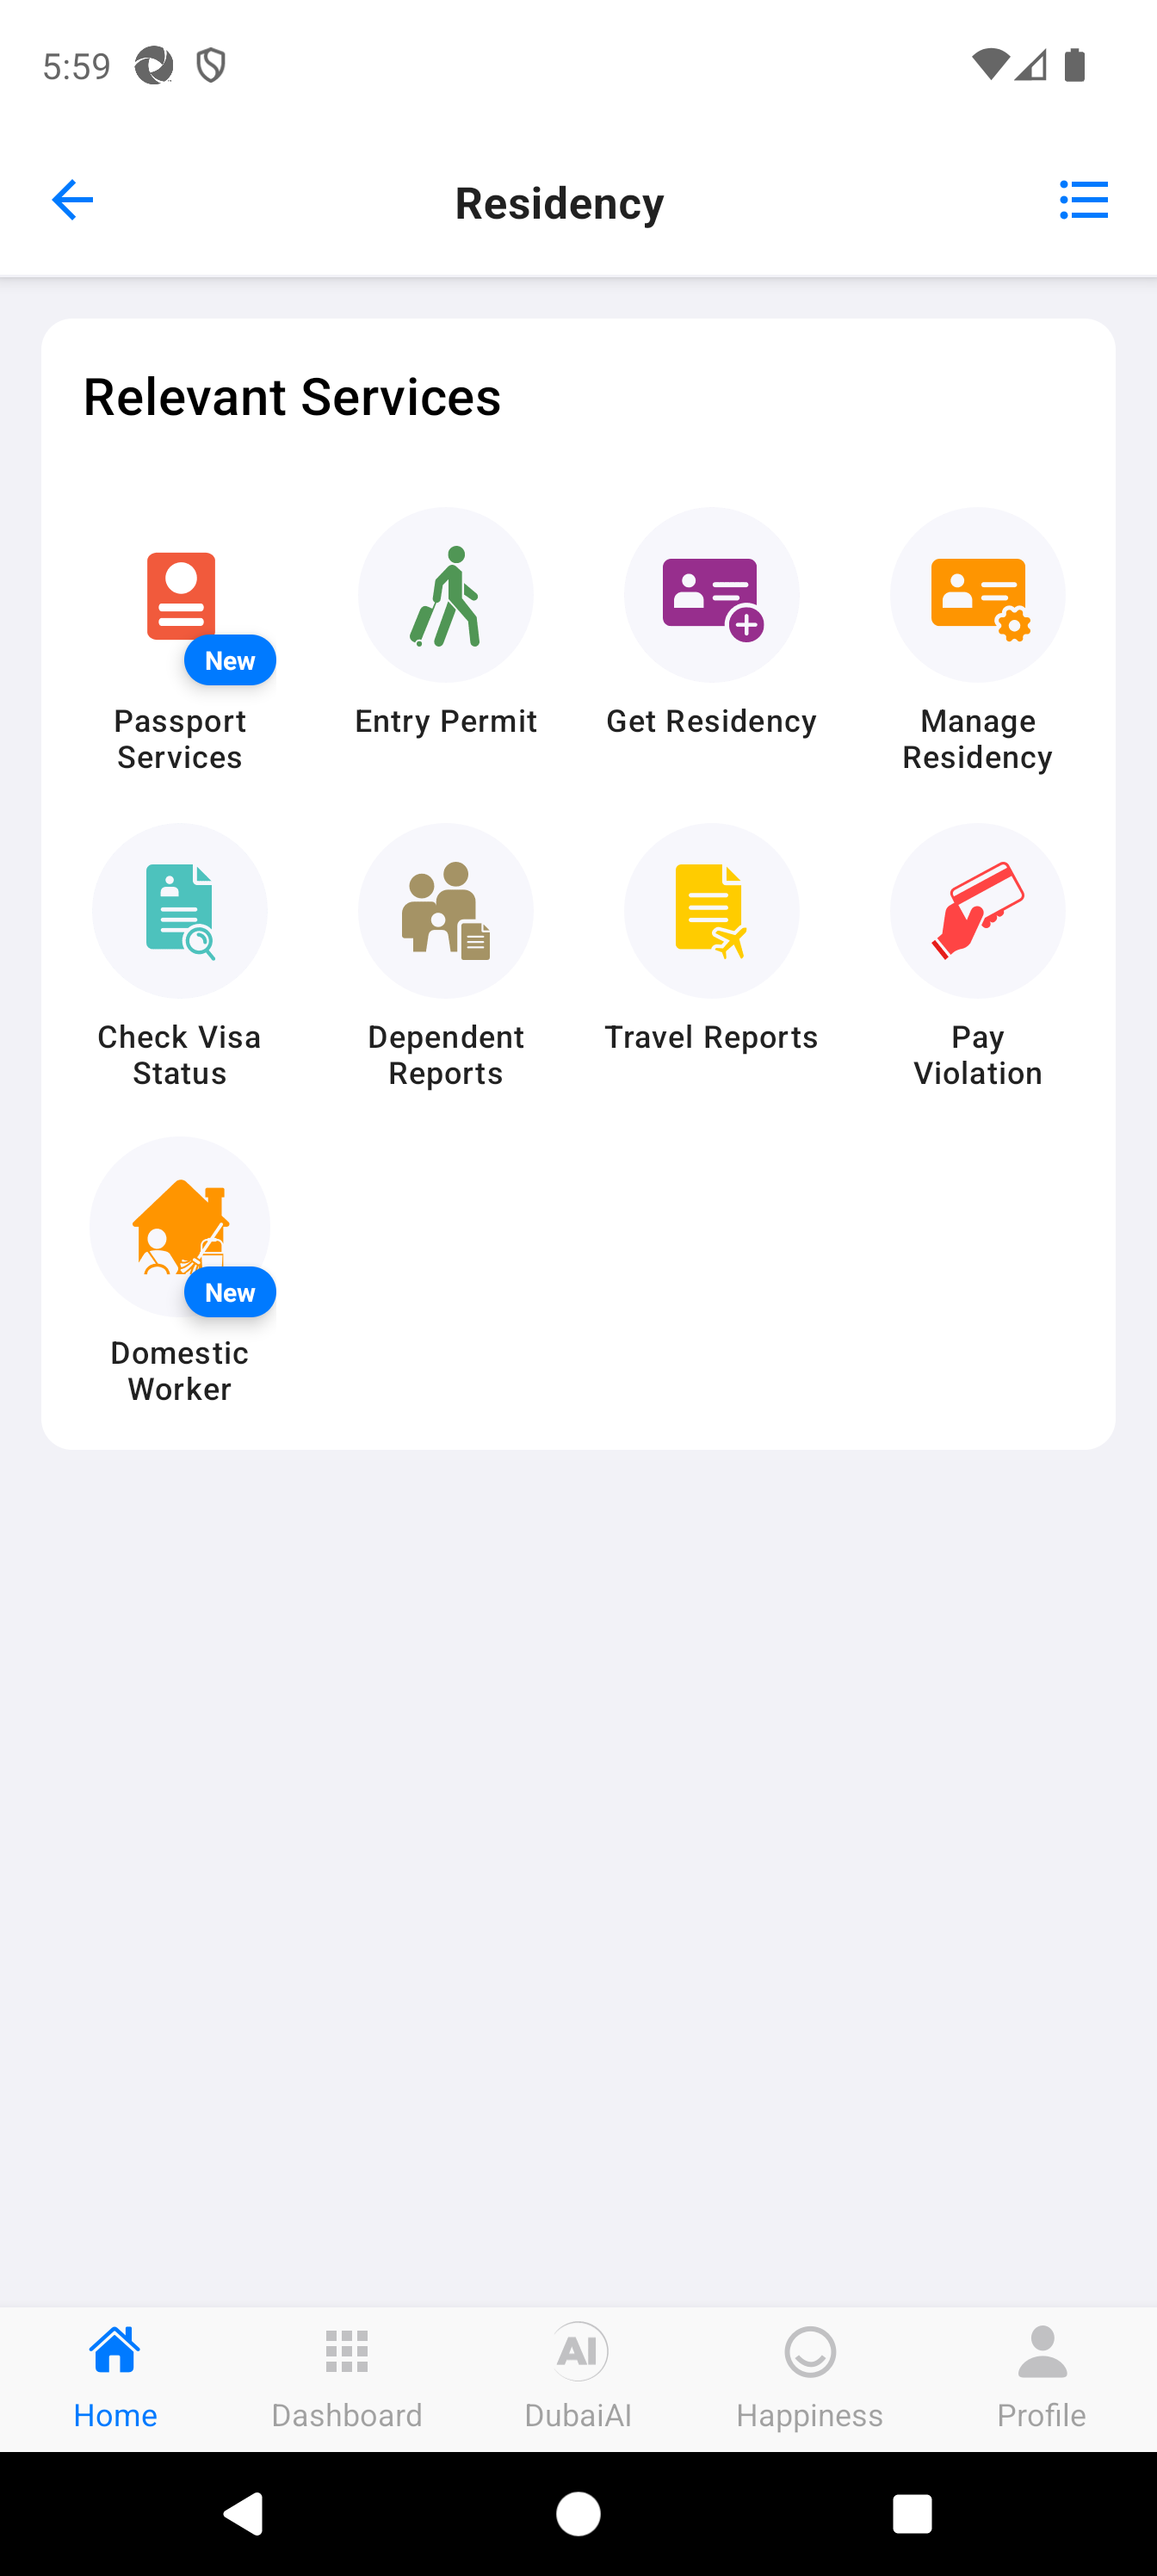 5:59
Residency
Relevant Services
New
Passport
Services
Entry Permit
Get Residency
Manage
Residency
Check Visa
Status
Dependent
Reports
Travel Reports
Pay
Violation
New
Domestic
Worker
AI
Home
Dashboard
DubaiAI
Happiness
Profile